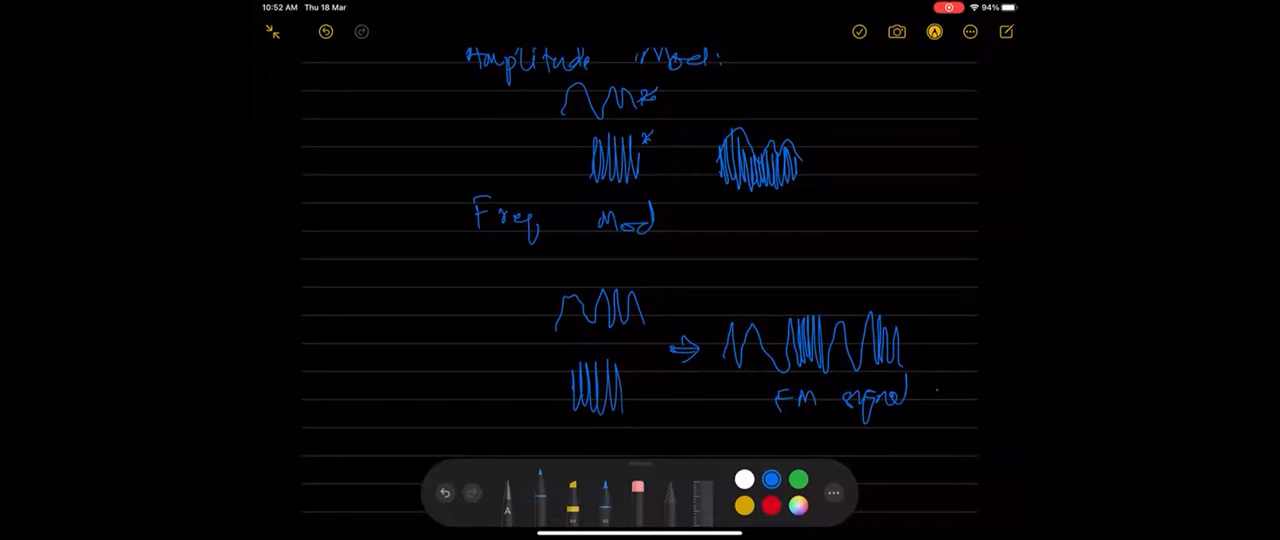 10:52 AM Thu 18 Mar 94%
Amplitude Mod:
Freq Mod
FM signal
A